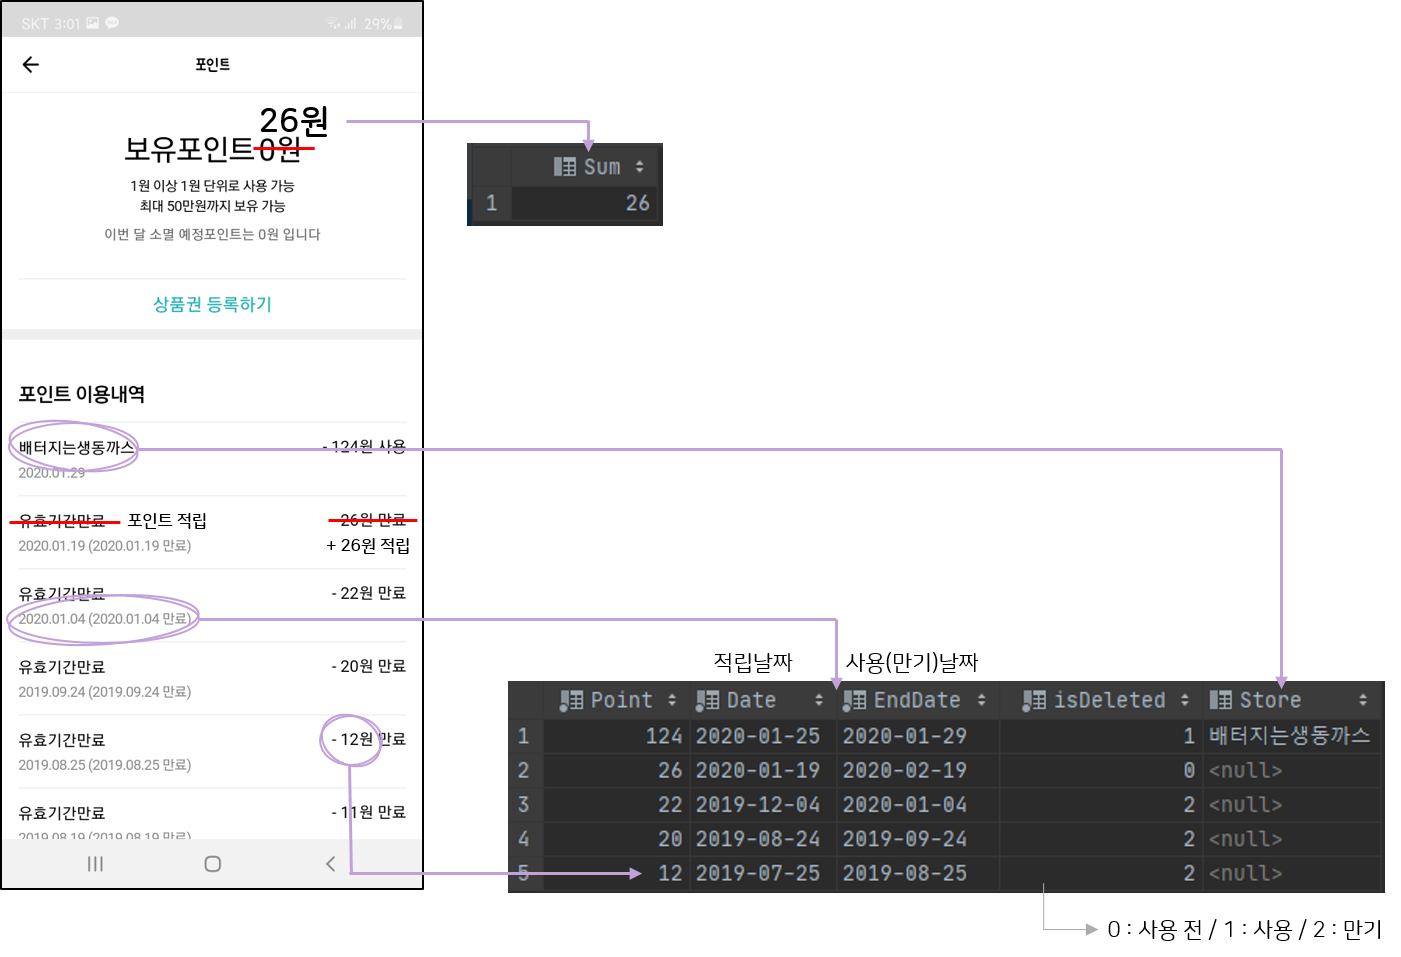 SKT 3:01 29%
포인트
26원
보유포인트 0원
1원 이상 1원 단위로 사용 가능
최대 50만원까지 보유 가능
이번 달 소멸 예정포인트는 0원 입니다
상품권 등록하기
포인트 이용내역
배터지는생동까스 - 124원 사용
2020.01.29
유효기간만료 포인트 적립 - 26원 만료
2020.01.19 (2020.01.19 만료) + 26원 적립
유효기간만료 - 22원 만료
2020.01.04 (2020.01.04 만료)
유효기간만료 - 20원 만료
2019.09.24 (2019.09.24 만료)
유효기간만료 - 12원 만료
2019.08.25 (2019.08.25 만료)
유효기간만료 - 11원 만료
2019.08.19 (2019.08.19 만료)
Sum
1 26
적립날짜 사용(만기)날짜
Point Date EndDate isDeleted Store
1 124 2020-01-25 2020-01-29 1 배터지는생동까스
2 26 2020-01-19 2020-02-19 0 <null>
3 22 2019-12-04 2020-01-04 2 <null>
4 20 2019-08-24 2019-09-24 2 <null>
5 12 2019-07-25 2019-08-25 2 <null>
0 : 사용 전 / 1 : 사용 / 2 : 만기